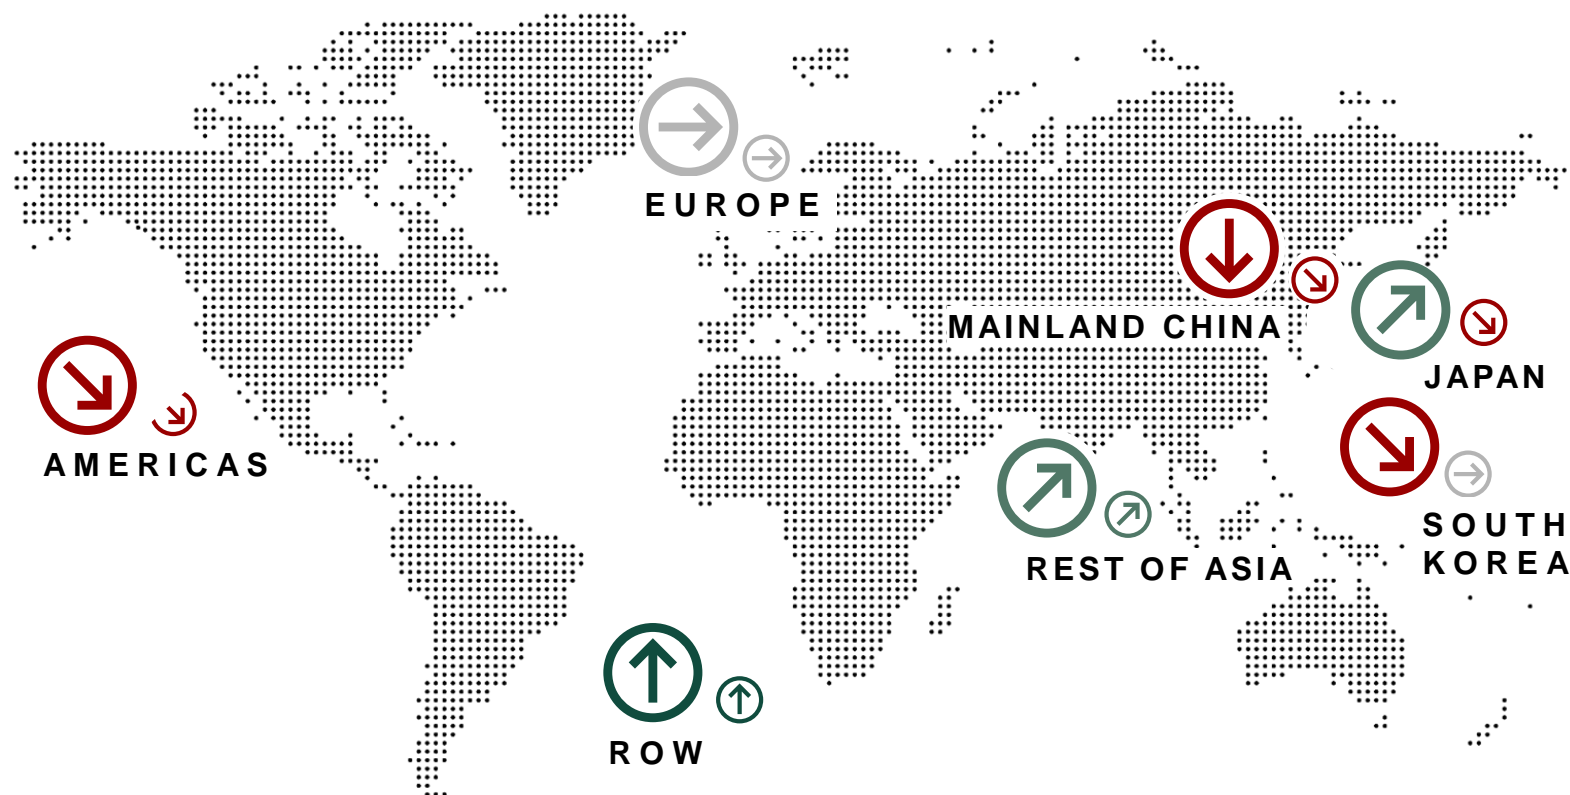 EUROPE
MAINLAND CHINA
JAPAN
AMERICAS
SOUTH
KOREA
REST OF ASIA
ROW